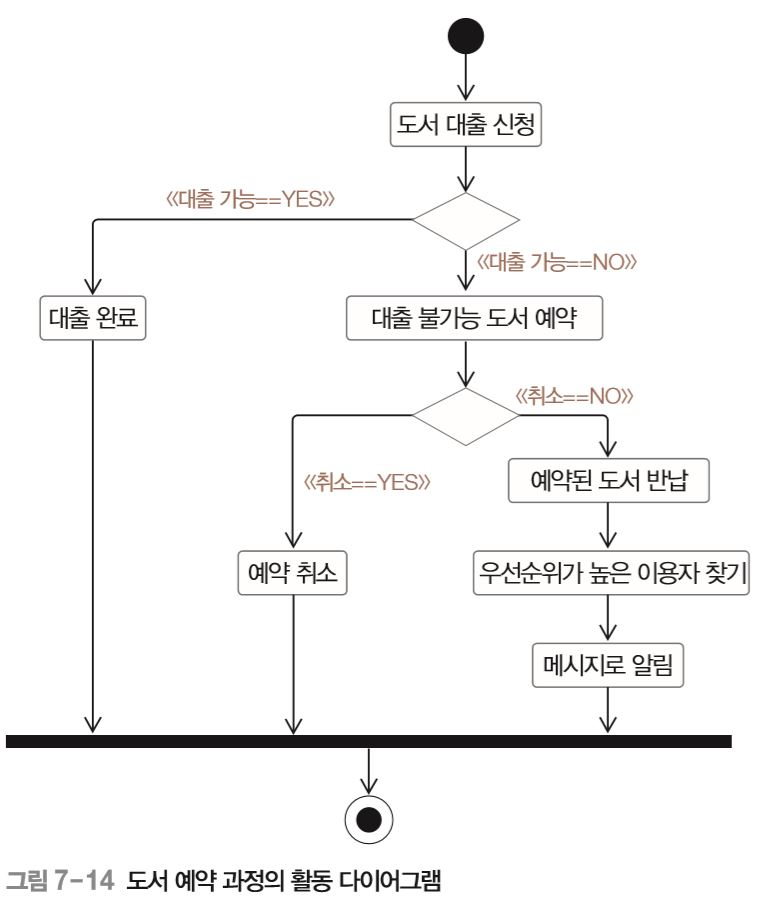 도서 대출 신청
《대출 가능==YES》
《대출 가능==NO》
대출 완료
대출 불가능 도서 예약
《취소==NO》
《취소==YES》
예약된 도서 반납
예약 취소
우선순위가 높은 이용자 찾기
메시지로 알림
그림 7-14 도서 예약 과정의 활동 다이어그램